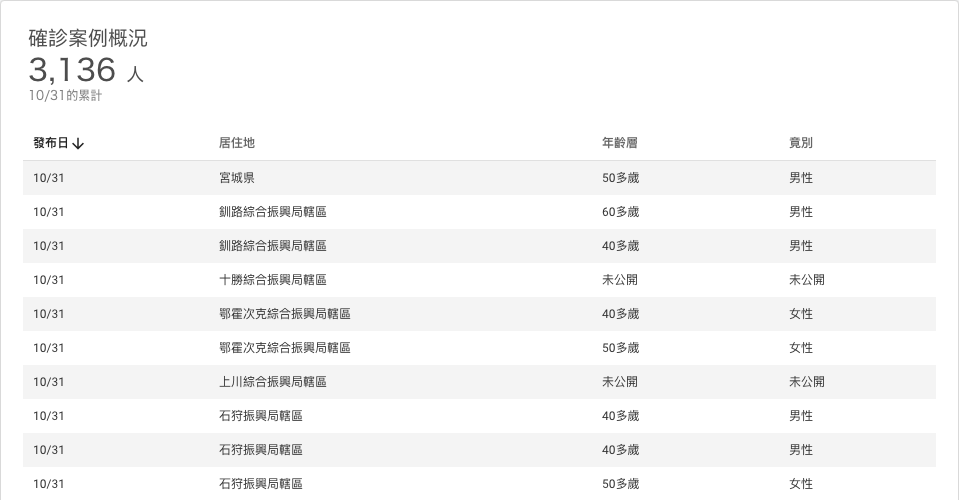 確診案例概況
3,136 人
10/31的累計
發布日↓ 居住地 年齡層 竟別
10/31 宮城県 50多歲 男性
10/31 釧路綜合振興局轄區 60多歲 男性
10/31 釧路綜合振興局轄區 40多歲 男性
10/31 十勝綜合振興局轄區 未公開 未公開
10/31 鄂霍次克綜合振興局轄區 40多歲 女性
10/31 鄂霍次克綜合振興局轄區 50多歲 女性
10/31 上川綜合振興局轄區 未公開 未公開
10/31 石狩振興局轄區 40多歲 男性
10/31 石狩振興局轄區 40多歲 男性
10/31 石狩振興局轄區 50多歲 女性